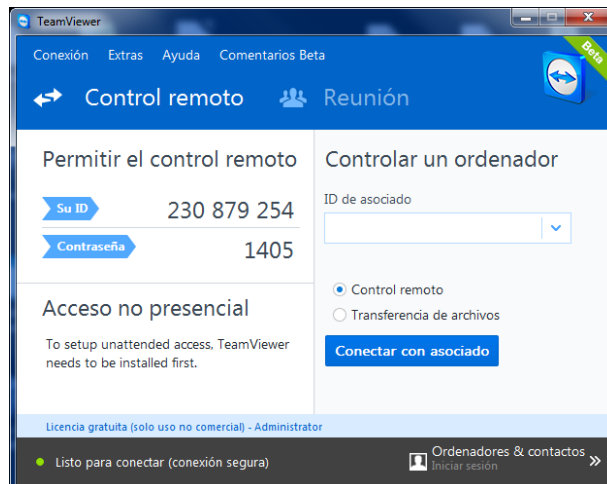 TeamViewer
Conexión Extras Ayuda Comentarios Beta
Beta
Control remoto Reunión
Permitir el control remoto
Su ID 230 879 254
Contraseña 1405
Acceso no presencial
To setup unattended access, TeamViewer
needs to be installed first.
Controlar un ordenador
ID de asociado
Control remoto
Transferencia de archivos
Conectar con asociado
Licencia gratuita (solo uso no comercial) - Administrator
Listo para conectar (conexión segura)
Ordenadores & contactos
Iniciar sesión